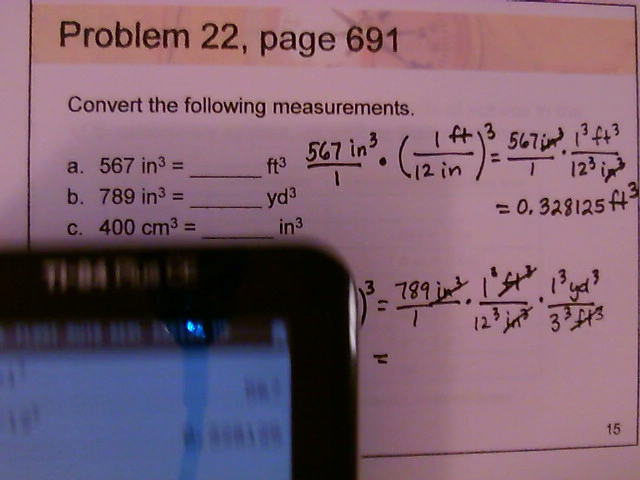 Problem 22, page 691
Convert the following measurements.
a. 567 in³ = ______ ft³
567 in³/1 · (1 ft/12 in)³ = 567 in³/1 · 1³ ft³/12³ in³
= 0.328125 ft³
b. 789 in³ = ______ yd³
c. 400 cm³ = ______ in³
TI-84 Plus CE
)³ = 789 in³/1 · 1³ ft³/12³ in³ · 1³ yd³/3³ ft³
=
15